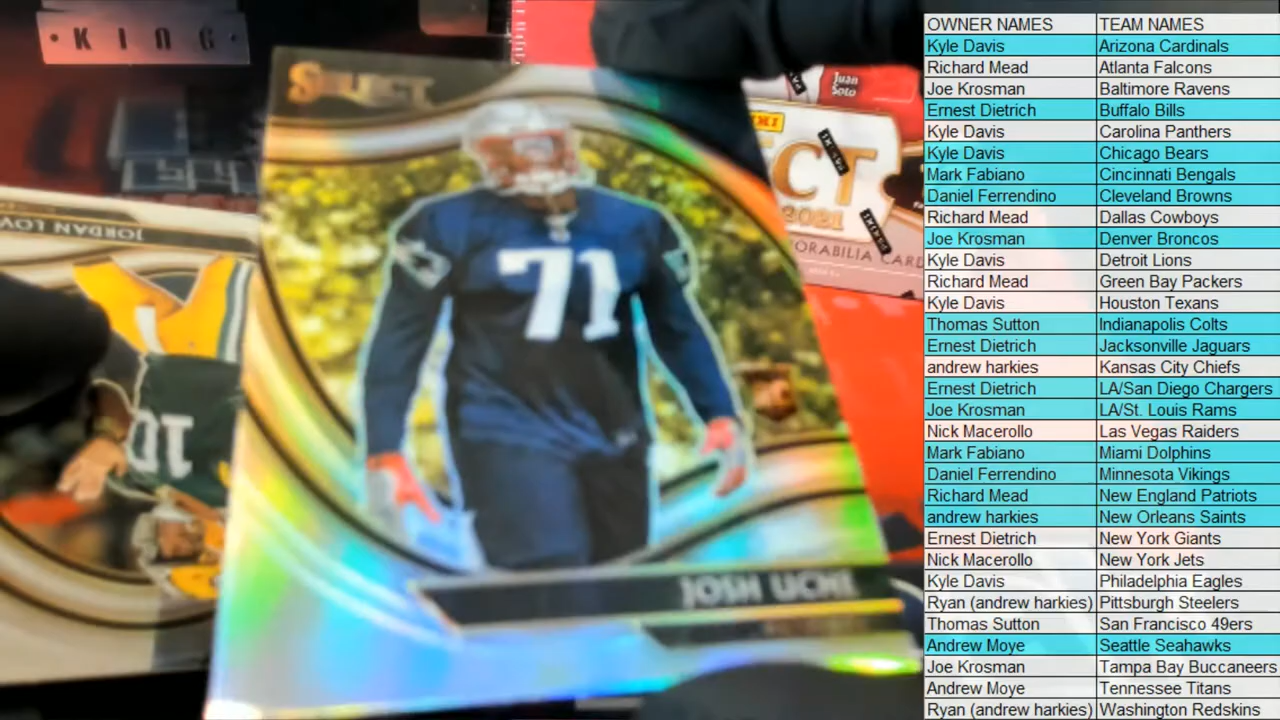 · K I N G ·
SELECT
71
JOSH UCHE
JORDAN LOV
10
Juan
Soto
CT
2021
MORABILIA CARD
OWNER NAMES TEAM NAMES
Kyle Davis Arizona Cardinals
Richard Mead Atlanta Falcons
Joe Krosman Baltimore Ravens
Ernest Dietrich Buffalo Bills
Kyle Davis Carolina Panthers
Kyle Davis Chicago Bears
Mark Fabiano Cincinnati Bengals
Daniel Ferrendino Cleveland Browns
Richard Mead Dallas Cowboys
Joe Krosman Denver Broncos
Kyle Davis Detroit Lions
Richard Mead Green Bay Packers
Kyle Davis Houston Texans
Thomas Sutton Indianapolis Colts
Ernest Dietrich Jacksonville Jaguars
andrew harkies Kansas City Chiefs
Ernest Dietrich LA/San Diego Chargers
Joe Krosman LA/St. Louis Rams
Nick Macerollo Las Vegas Raiders
Mark Fabiano Miami Dolphins
Daniel Ferrendino Minnesota Vikings
Richard Mead New England Patriots
andrew harkies New Orleans Saints
Ernest Dietrich New York Giants
Nick Macerollo New York Jets
Kyle Davis Philadelphia Eagles
Ryan (andrew harkies) Pittsburgh Steelers
Thomas Sutton San Francisco 49ers
Andrew Moye Seattle Seahawks
Joe Krosman Tampa Bay Buccaneers
Andrew Moye Tennessee Titans
Ryan (andrew harkies) Washington Redskins